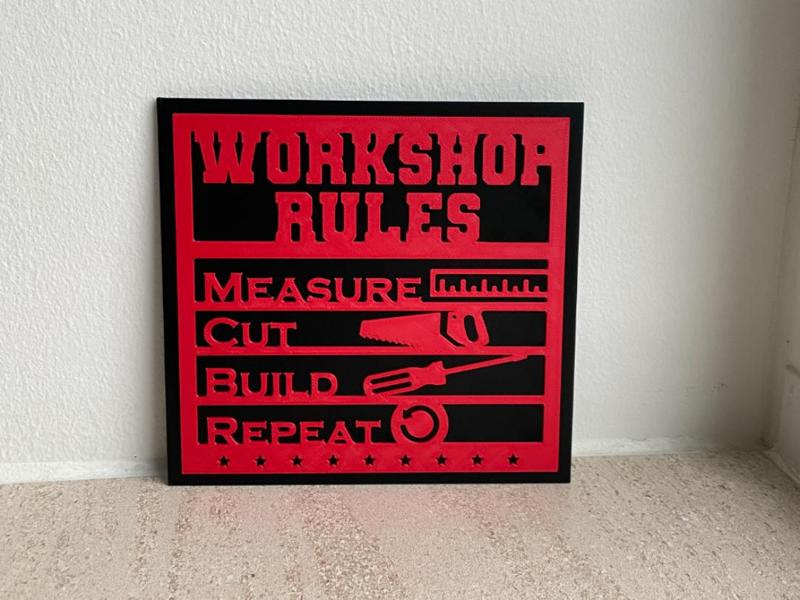 WORKSHOP
RULES
MEASURE
CUT
BUILD
REPEAT